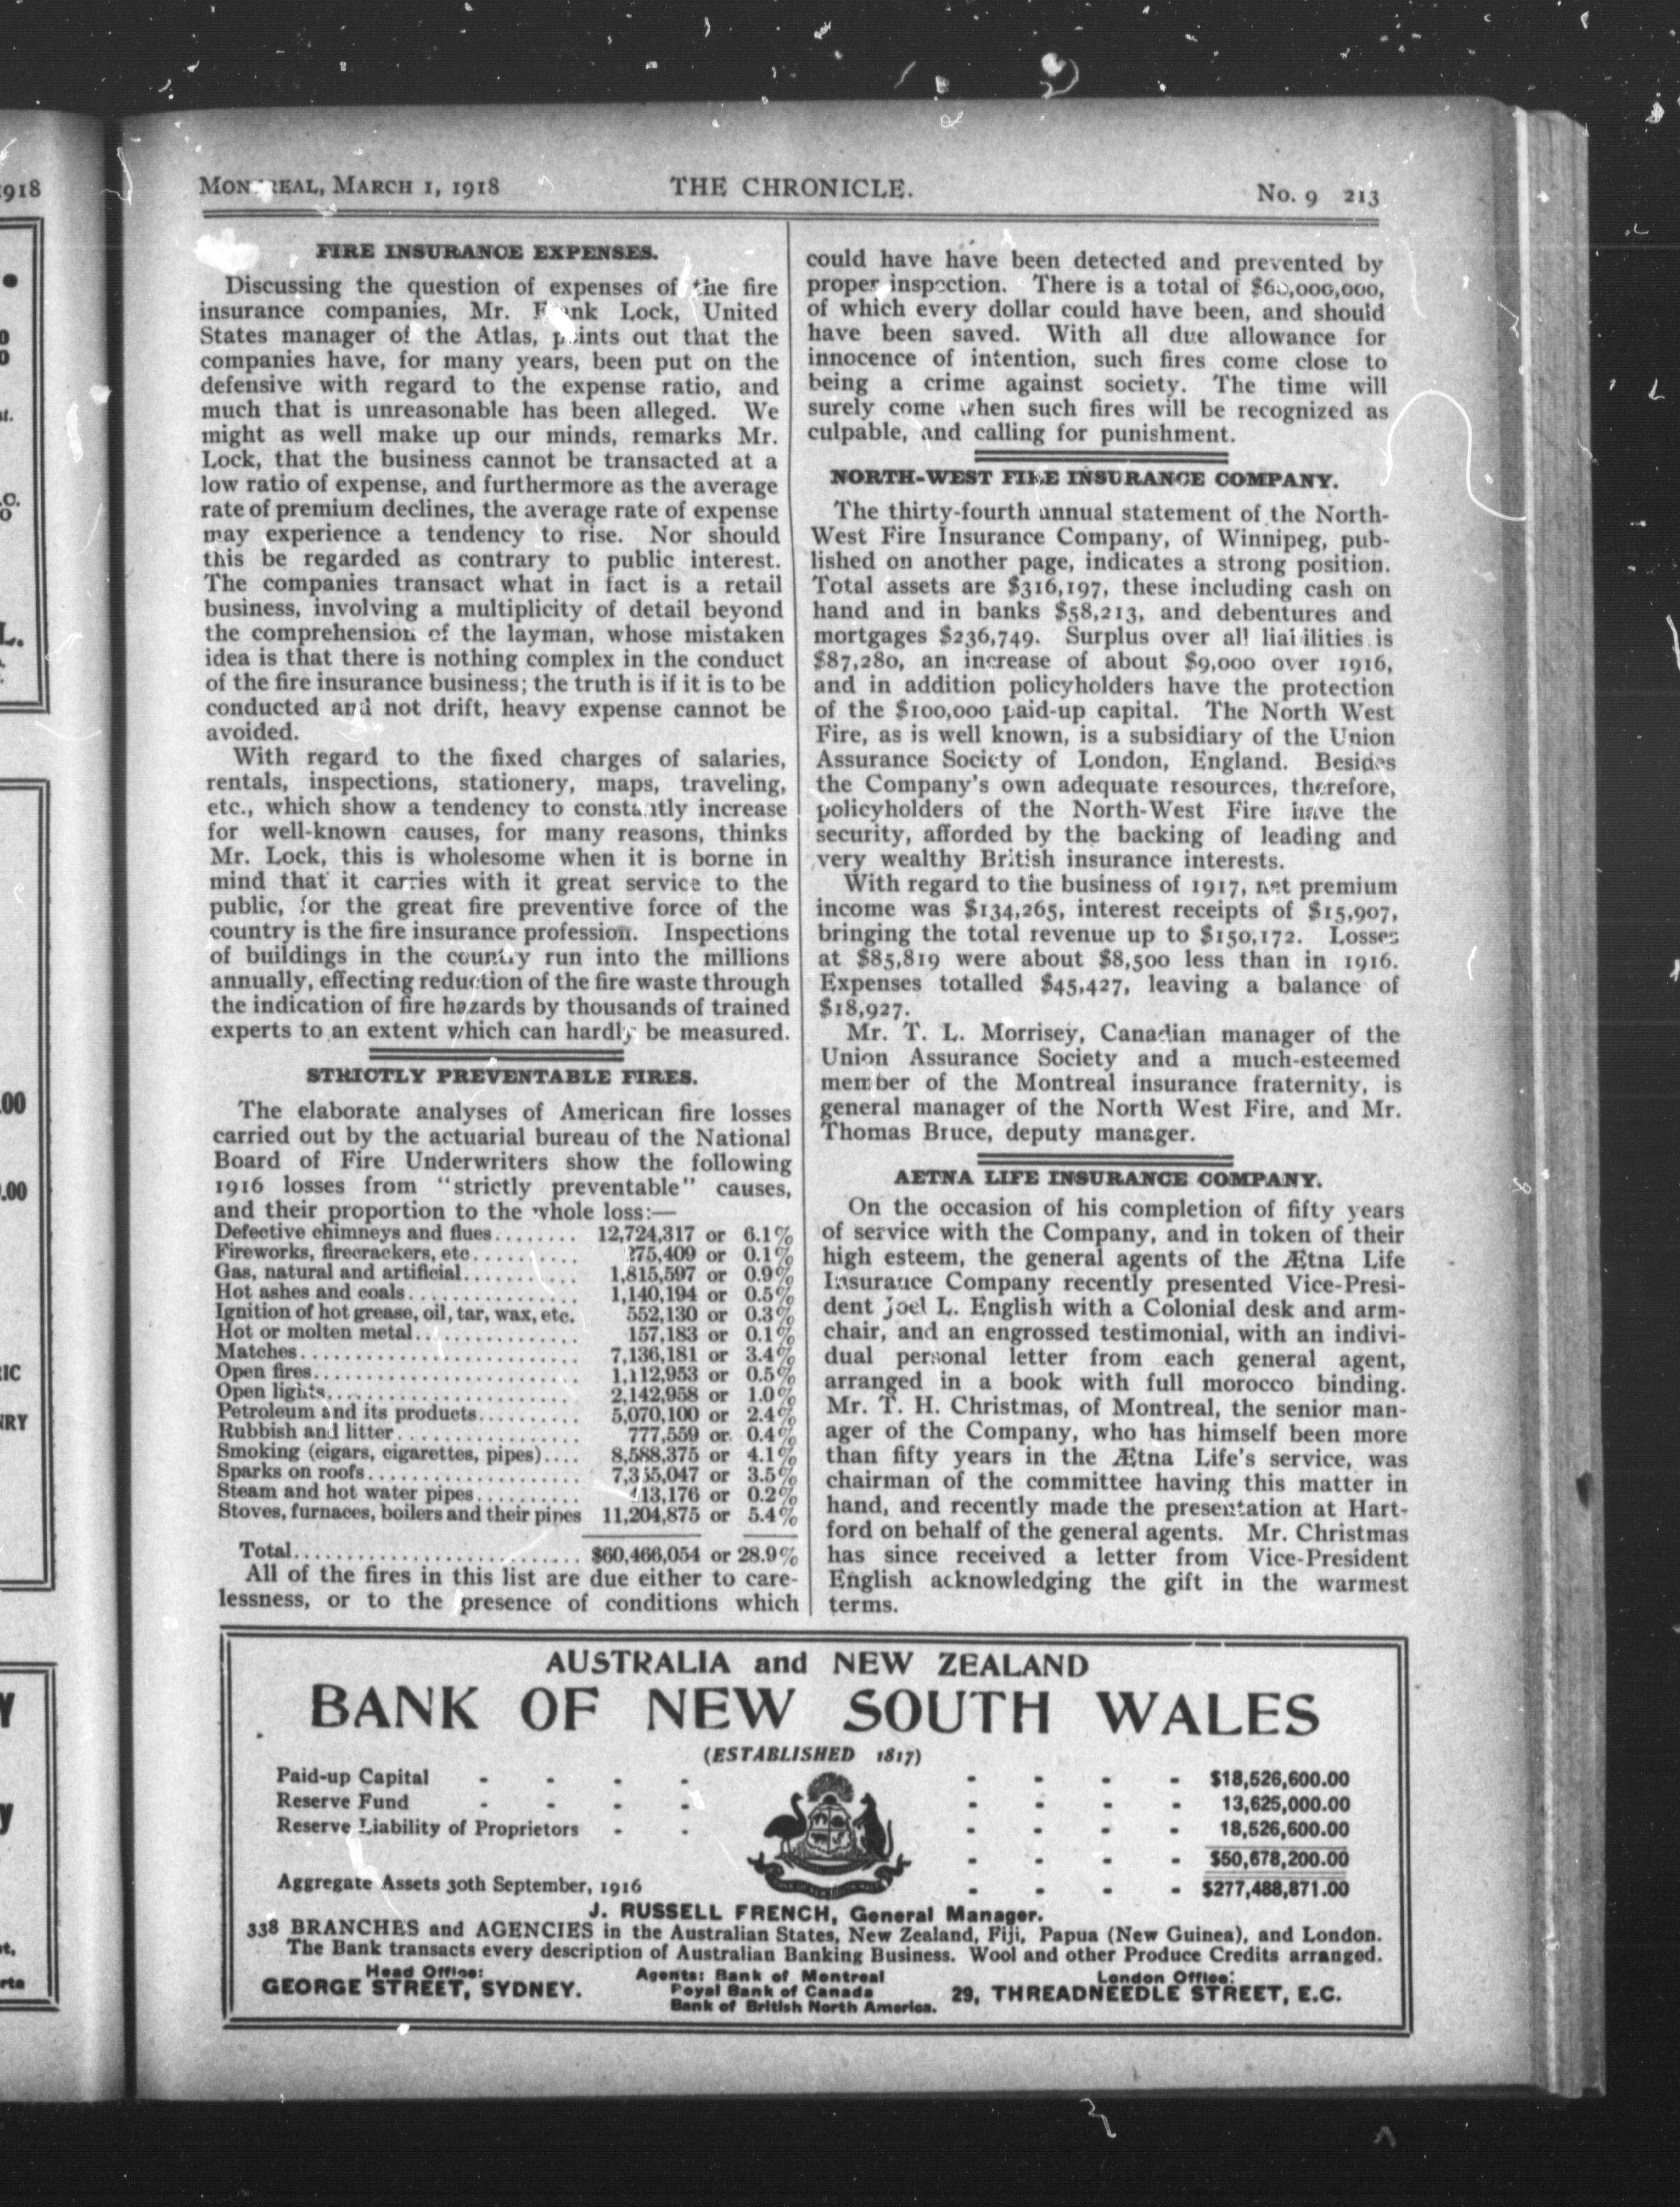 MONTREAL, MARCH 1, 1918 THE CHRONICLE. No. 9 213
FIRE INSURANCE EXPENSES.
Discussing the question of expenses of the fire
insurance companies, Mr. Frank Lock, United
States manager of the Atlas, points out that the
companies have, for many years, been put on the
defensive with regard to the expense ratio, and
much that is unreasonable has been alleged. We
might as well make up our minds, remarks Mr.
Lock, that the business cannot be transacted at a
low ratio of expense, and furthermore as the average
rate of premium declines, the average rate of expense
may experience a tendency to rise. Nor should
this be regarded as contrary to public interest.
The companies transact what in fact is a retail
business, involving a multiplicity of detail beyond
the comprehension of the layman, whose mistaken
idea is that there is nothing complex in the conduct
of the fire insurance business; the truth is if it is to be
conducted and not drift, heavy expense cannot be
avoided.
With regard to the fixed charges of salaries,
rentals, inspections, stationery, maps, traveling,
etc., which show a tendency to constantly increase
for well-known causes, for many reasons, thinks
Mr. Lock, this is wholesome when it is borne in
mind that it carries with it great service to the
public, for the great fire preventive force of the
country is the fire insurance profession. Inspections
of buildings in the country run into the millions
annually, effecting reduction of the fire waste through
the indication of fire hazards by thousands of trained
experts to an extent which can hardly be measured.
STRICTLY PREVENTABLE FIRES.
The elaborate analyses of American fire losses
carried out by the actuarial bureau of the National
Board of Fire Underwriters show the following
1916 losses from "strictly preventable" causes,
and their proportion to the whole loss:—
Defective chimneys and flues........ 12,724,317 or 6.1%
Fireworks, firecrackers, etc.......... 275,409 or 0.1%
Gas, natural and artificial........... 1,815,597 or 0.9%
Hot ashes and coals................ 1,140,194 or 0.5%
Ignition of hot grease, oil, tar, wax, etc. 552,130 or 0.3%
Hot or molten metal............... 157,183 or 0.1%
Matches.......................... 7,136,181 or 3.4%
Open fires......................... 1,112,953 or 0.5%
Open lights........................ 2,142,958 or 1.0%
Petroleum and its products.......... 5,070,100 or 2.4%
Rubbish and litter................. 777,559 or 0.4%
Smoking (cigars, cigarettes, pipes).... 8,588,375 or 4.1%
Sparks on roofs.................... 7,355,047 or 3.5%
Steam and hot water pipes.......... 413,176 or 0.2%
Stoves, furnaces, boilers and their pipes 11,204,875 or 5.4%
Total........................... $60,466,054 or 28.9%
All of the fires in this list are due either to care-
lessness, or to the presence of conditions which
could have have been detected and prevented by
proper inspection. There is a total of $60,000,000,
of which every dollar could have been, and should
have been saved. With all due allowance for
innocence of intention, such fires come close to
being a crime against society. The time will
surely come when such fires will be recognized as
culpable, and calling for punishment.
NORTH-WEST FIRE INSURANCE COMPANY.
The thirty-fourth annual statement of the North-
West Fire Insurance Company, of Winnipeg, pub-
lished on another page, indicates a strong position.
Total assets are $316,197, these including cash on
hand and in banks $58,213, and debentures and
mortgages $236,749. Surplus over all liabilities is
$87,280, an increase of about $9,000 over 1916,
and in addition policyholders have the protection
of the $100,000 paid-up capital. The North West
Fire, as is well known, is a subsidiary of the Union
Assurance Society of London, England. Besides
the Company's own adequate resources, therefore,
policyholders of the North-West Fire have the
security, afforded by the backing of leading and
very wealthy British insurance interests.
With regard to the business of 1917, net premium
income was $134,265, interest receipts of $15,907,
bringing the total revenue up to $150,172. Losses
at $85,819 were about $8,500 less than in 1916.
Expenses totalled $45,427, leaving a balance of
$18,927.
Mr. T. L. Morrisey, Canadian manager of the
Union Assurance Society and a much-esteemed
member of the Montreal insurance fraternity, is
general manager of the North West Fire, and Mr.
Thomas Bruce, deputy manager.
AETNA LIFE INSURANCE COMPANY.
On the occasion of his completion of fifty years
of service with the Company, and in token of their
high esteem, the general agents of the Ætna Life
Insurance Company recently presented Vice-Presi-
dent Joel L. English with a Colonial desk and arm-
chair, and an engrossed testimonial, with an indivi-
dual personal letter from each general agent,
arranged in a book with full morocco binding.
Mr. T. H. Christmas, of Montreal, the senior man-
ager of the Company, who has himself been more
than fifty years in the Ætna Life's service, was
chairman of the committee having this matter in
hand, and recently made the presentation at Hart-
ford on behalf of the general agents. Mr. Christmas
has since received a letter from Vice-President
English acknowledging the gift in the warmest
terms.
AUSTRALIA and NEW ZEALAND
BANK OF NEW SOUTH WALES
(ESTABLISHED 1817)
Paid-up Capital - - - - - - - - $18,526,600.00
Reserve Fund - - - - - - - - 13,625,000.00
Reserve Liability of Proprietors - - - - - - 18,526,600.00
- - - - $50,678,200.00
Aggregate Assets 30th September, 1916 - - - - $277,488,871.00
J. RUSSELL FRENCH, General Manager.
338 BRANCHES and AGENCIES in the Australian States, New Zealand, Fiji, Papua (New Guinea), and London.
The Bank transacts every description of Australian Banking Business. Wool and other Produce Credits arranged.
Head Office:
GEORGE STREET, SYDNEY.
Agents: Bank of Montreal
Royal Bank of Canada
Bank of British North America.
London Office:
29, THREADNEEDLE STREET, E.C.